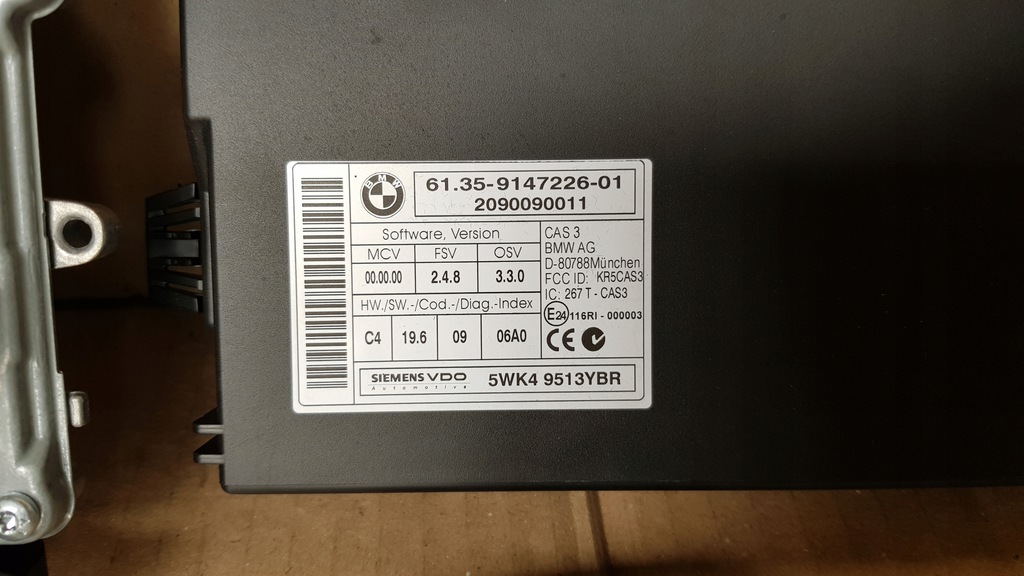 BMW
61.35-9147226-01
2090090011
Software, Version
MCV FSV OSV
00.00.00 2.4.8 3.3.0
HW./SW.-/Cod.-/Diag.-Index
C4 19.6 09 06A0
CAS 3
BMW AG
D-80788München
FCC ID: KR5CAS3
IC: 267 T - CAS3
E24 116RI - 000003
CE
SIEMENS VDO
Automotive
5WK4 9513YBR